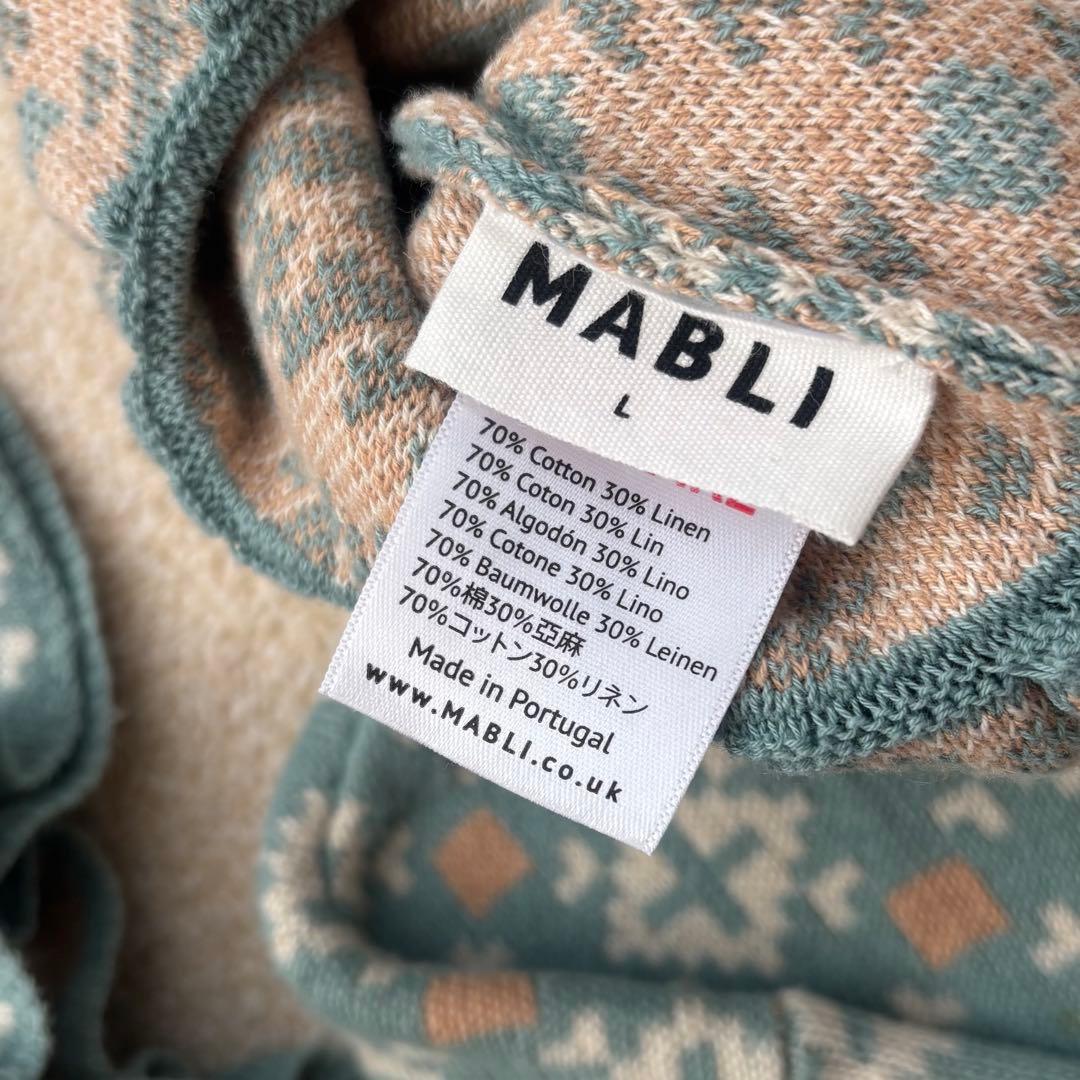 MABLI
L
70% Cotton 30% Linen
70% Coton 30% Lin
70% Algodón 30% Lino
70% Cotone 30% Lino
70% Baumwolle 30% Leinen
70%棉30%亞麻
70%コットン30%リネン
Made in Portugal
www.MABLI.co.uk